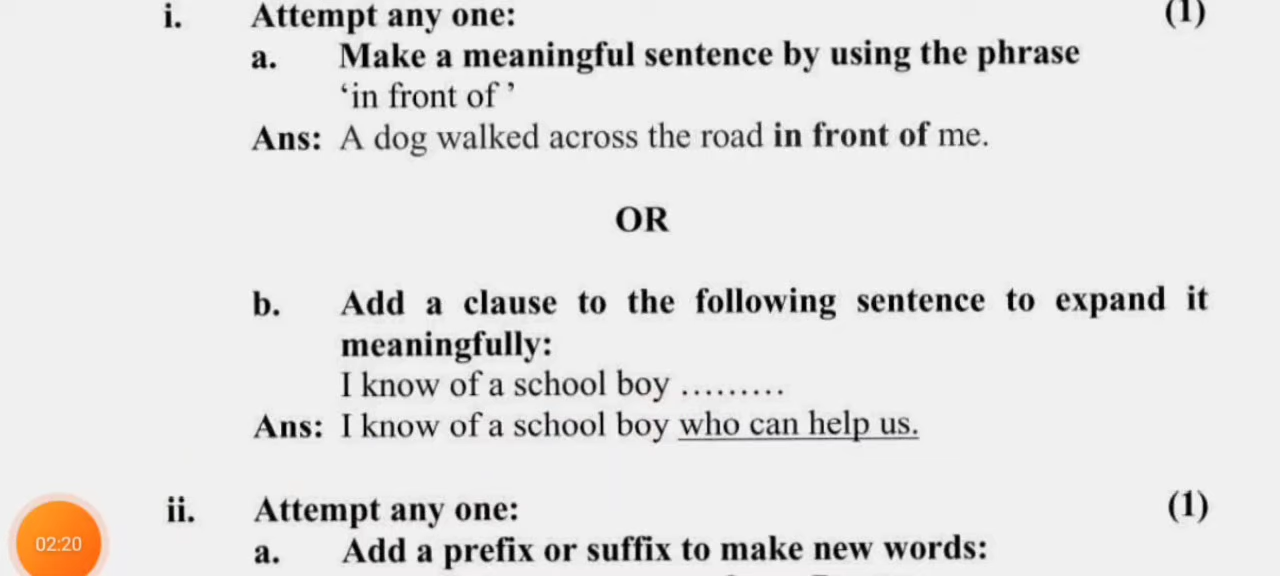 i. Attempt any one: (1)
a. Make a meaningful sentence by using the phrase
‘in front of ’
Ans: A dog walked across the road in front of me.
OR
b. Add a clause to the following sentence to expand it
meaningfully:
I know of a school boy .........
Ans: I know of a school boy who can help us.
ii. Attempt any one: (1)
02:20
a. Add a prefix or suffix to make new words: